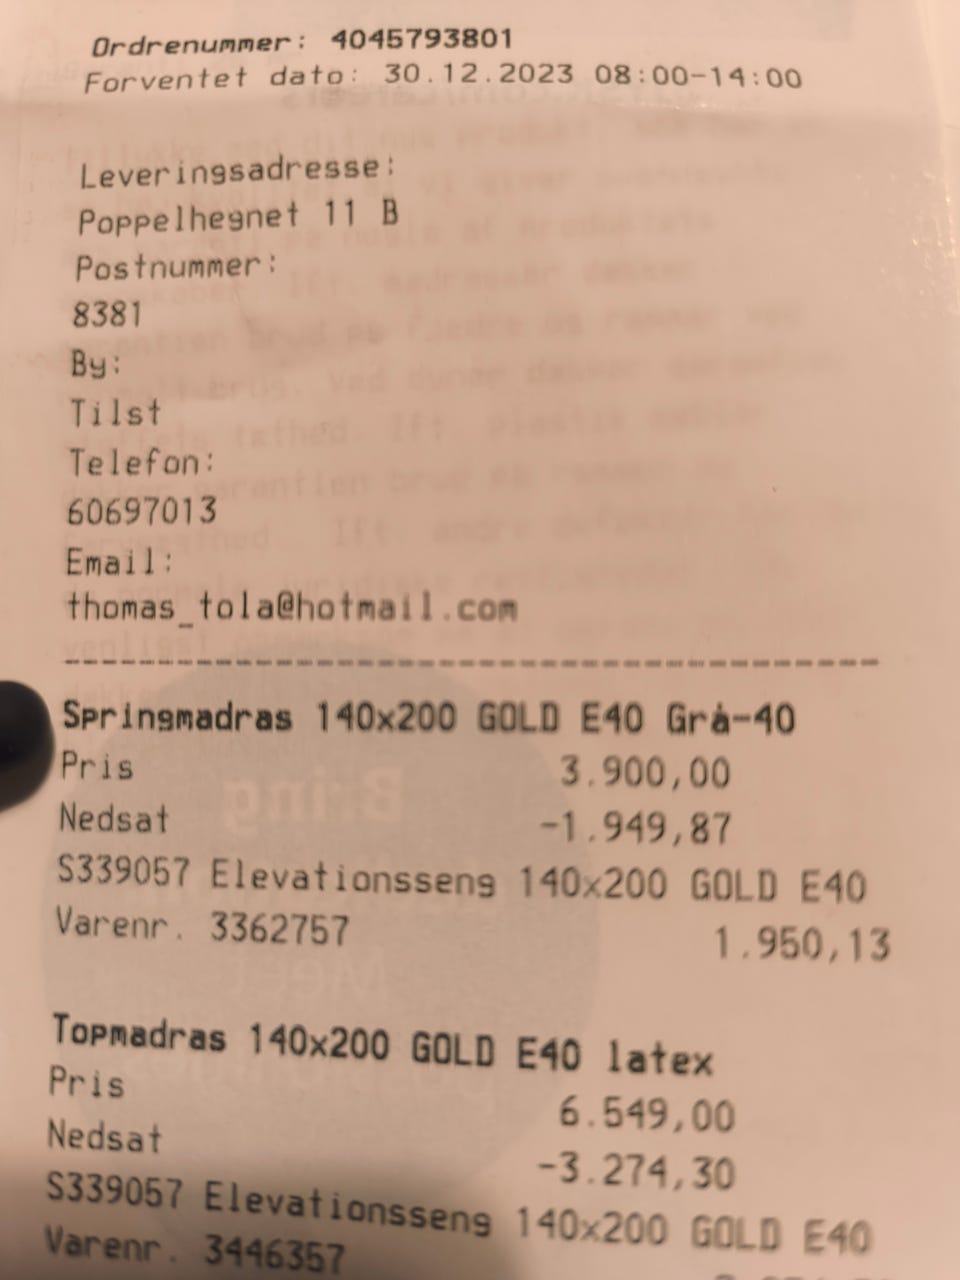 Ordrenummer: 4045793801
Forventet dato: 30.12.2023 08:00-14:00
Leveringsadresse:
Poppelhegnet 11 B
Postnummer:
8381
By:
Tilst
Telefon:
60697013
Email:
thomas_tola@hotmail.com
Springmadras 140x200 GOLD E40 Grå-40
Pris 3.900,00
Nedsat -1.949,87
S339057 Elevationsseng 140x200 GOLD E40
Varenr. 3362757 1.950,13
Topmadras 140x200 GOLD E40 latex
Pris 6.549,00
Nedsat -3.274,30
S339057 Elevationsseng 140x200 GOLD E40
Varenr. 3446357